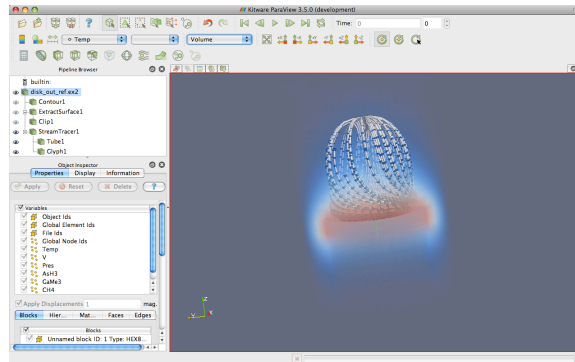 Kitware ParaView 3.5.0 (development)
Time: 0 0
Temp Volume
Pipeline Browser
builtin:
disk_out_ref.ex2
Contour1
ExtractSurface1
Clip1
StreamTracer1
Tube1
Glyph1
Object Inspector
Properties Display Information
Apply Reset Delete ?
Variables
Object Ids
Global Element Ids
File Ids
Global Node Ids
Temp
V
Pres
AsH3
GaMe3
CH4
Apply Displacements 1 mag.
Blocks Hier... Mat... Faces Edges
Blocks
Unnamed block ID: 1 Type: HEX8...